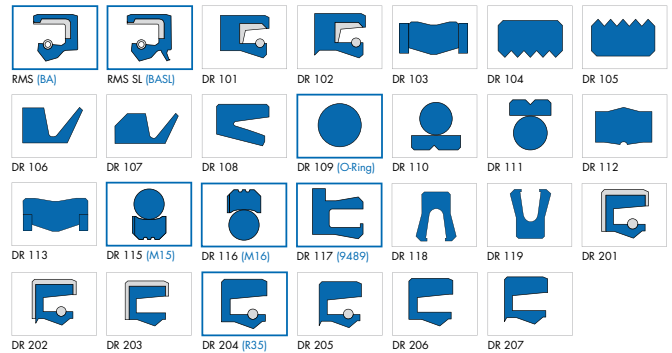 RMS (BA) RMS SL (BASL) DR 101 DR 102 DR 103 DR 104 DR 105
DR 106 DR 107 DR 108 DR 109 (O-Ring) DR 110 DR 111 DR 112
DR 113 DR 115 (M15) DR 116 (M16) DR 117 (9489) DR 118 DR 119 DR 201
DR 202 DR 203 DR 204 (R35) DR 205 DR 206 DR 207